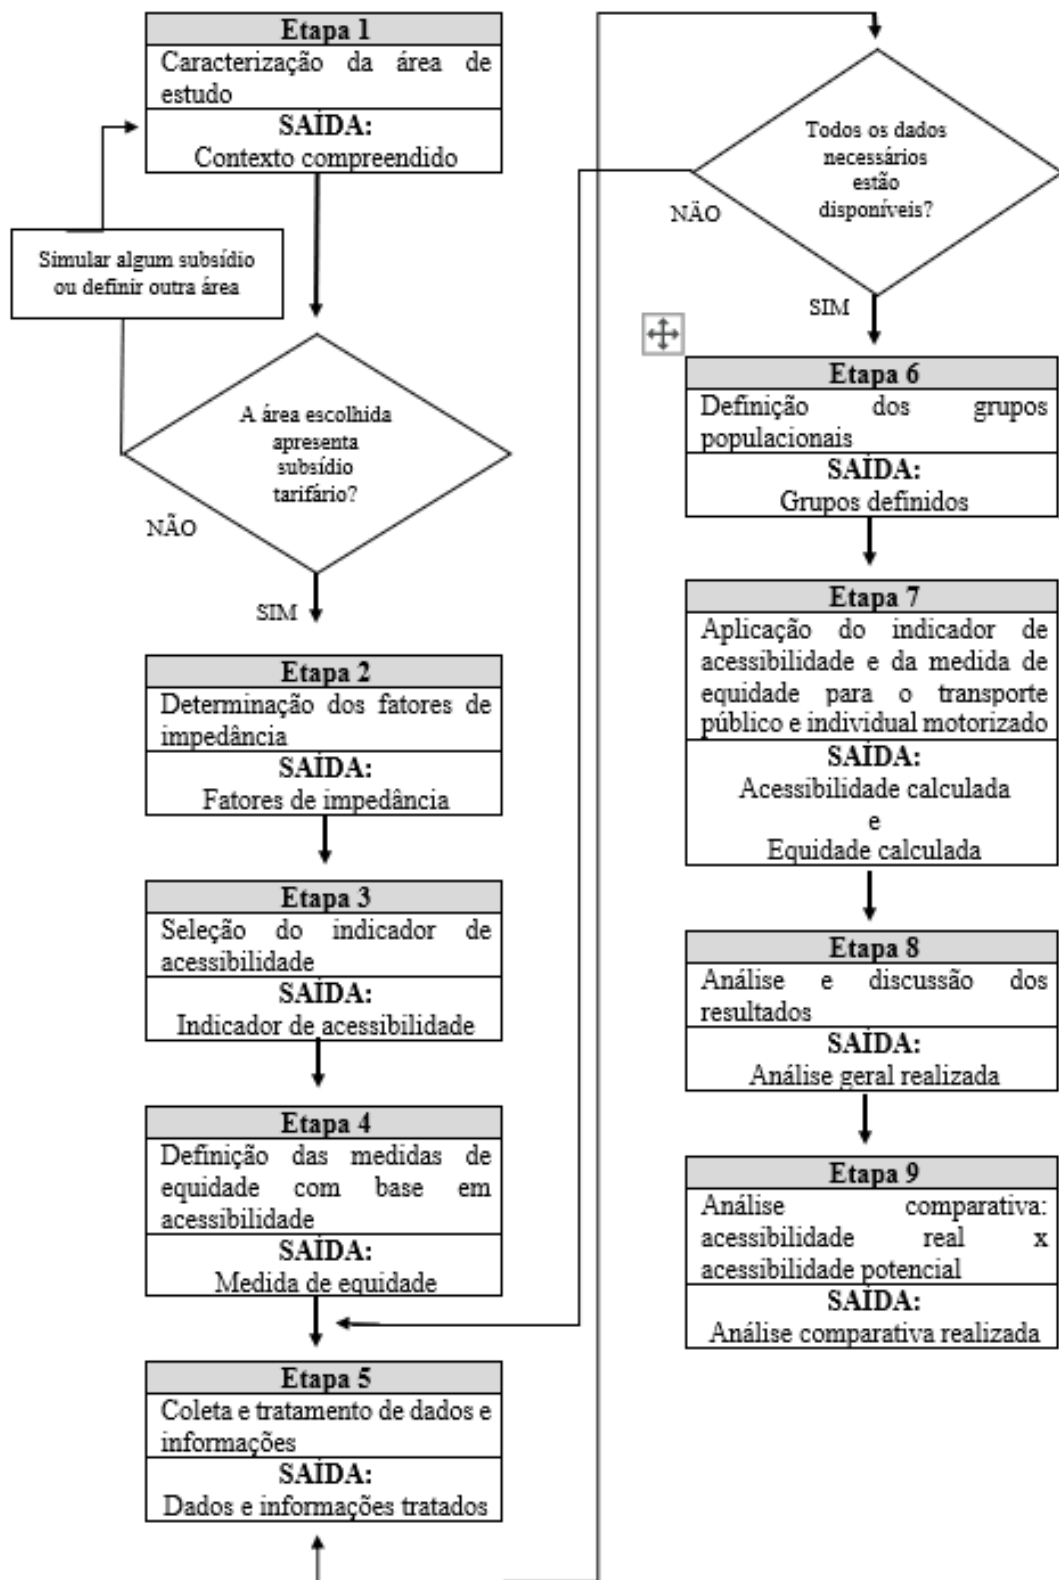 Etapa 1
Caracterização da área de
estudo
SAÍDA:
Contexto compreendido
Simular algum subsídio
ou definir outra área
A área escolhida
apresenta
subsídio
tarifário?
NÃO
SIM
Etapa 2
Determinação dos fatores de
impedância
SAÍDA:
Fatores de impedância
Etapa 3
Seleção do indicador de
acessibilidade
SAÍDA:
Indicador de acessibilidade
Etapa 4
Definição das medidas de
equidade com base em
acessibilidade
SAÍDA:
Medida de equidade
Etapa 5
Coleta e tratamento de dados e
informações
SAÍDA:
Dados e informações tratados
Todos os dados
necessários
estão
disponíveis?
NÃO
SIM
Etapa 6
Definição dos grupos
populacionais
SAÍDA:
Grupos definidos
Etapa 7
Aplicação do indicador de
acessibilidade e da medida de
equidade para o transporte
público e individual motorizado
SAÍDA:
Acessibilidade calculada
e
Equidade calculada
Etapa 8
Análise e discussão dos
resultados
SAÍDA:
Análise geral realizada
Etapa 9
Análise comparativa:
acessibilidade real x
acessibilidade potencial
SAÍDA:
Análise comparativa realizada